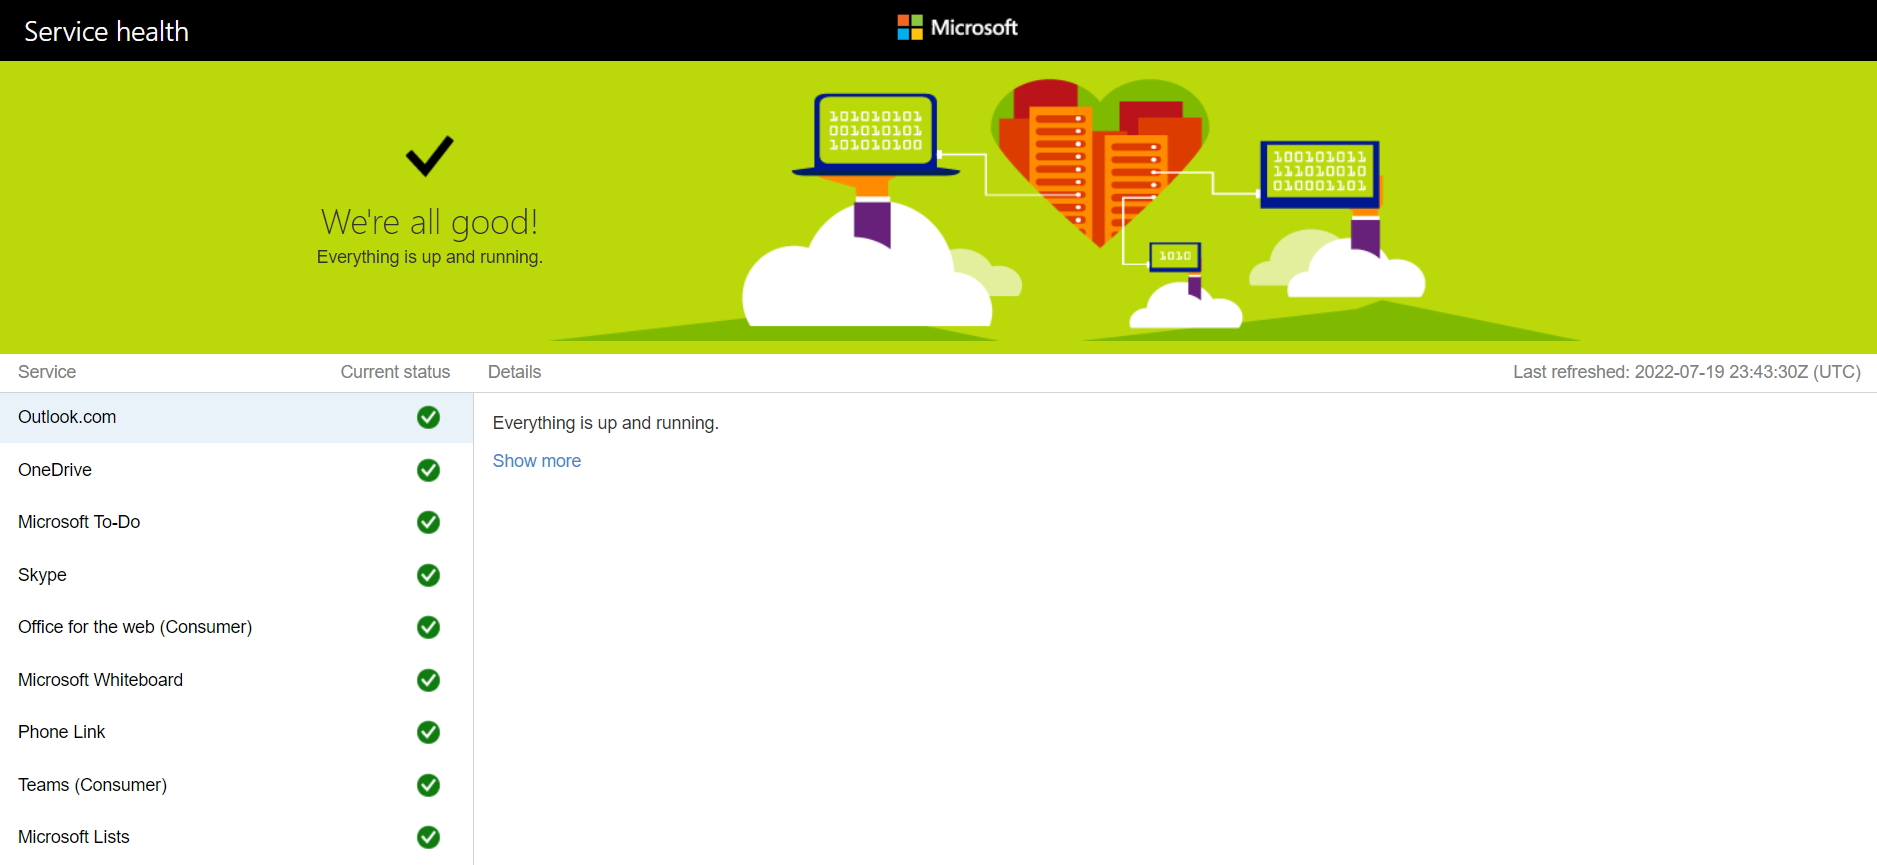 Service health
Microsoft
101010101
001010101
101010100
100101011
111010010
010001101
1010
We're all good!
Everything is up and running.
Service Current status Details Last refreshed: 2022-07-19 23:43:30Z (UTC)
Outlook.com
Everything is up and running.
Show more
OneDrive
Microsoft To-Do
Skype
Office for the web (Consumer)
Microsoft Whiteboard
Phone Link
Teams (Consumer)
Microsoft Lists